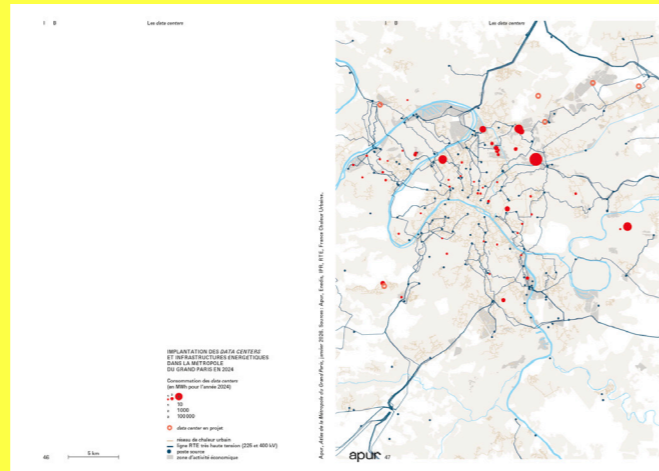 I B Les data centers
I B Les data centers
Apur, Atlas de la Métropole du Grand Paris, janvier 2026. Sources : Apur, Enedis, IPR, RTE, France Chaleur Urbaine.
IMPLANTATION DES DATA CENTERS
ET INFRASTRUCTURES ÉNERGÉTIQUES
DANS LA MÉTROPOLE
DU GRAND PARIS EN 2024
Consommation des data centers
(en MWh pour l'année 2024)
10
1000
100 000
data center en projet
réseau de chaleur urbain
ligne RTE très haute tension (225 et 400 kV)
poste source
zone d'activité économique
46 5 km
apur 47